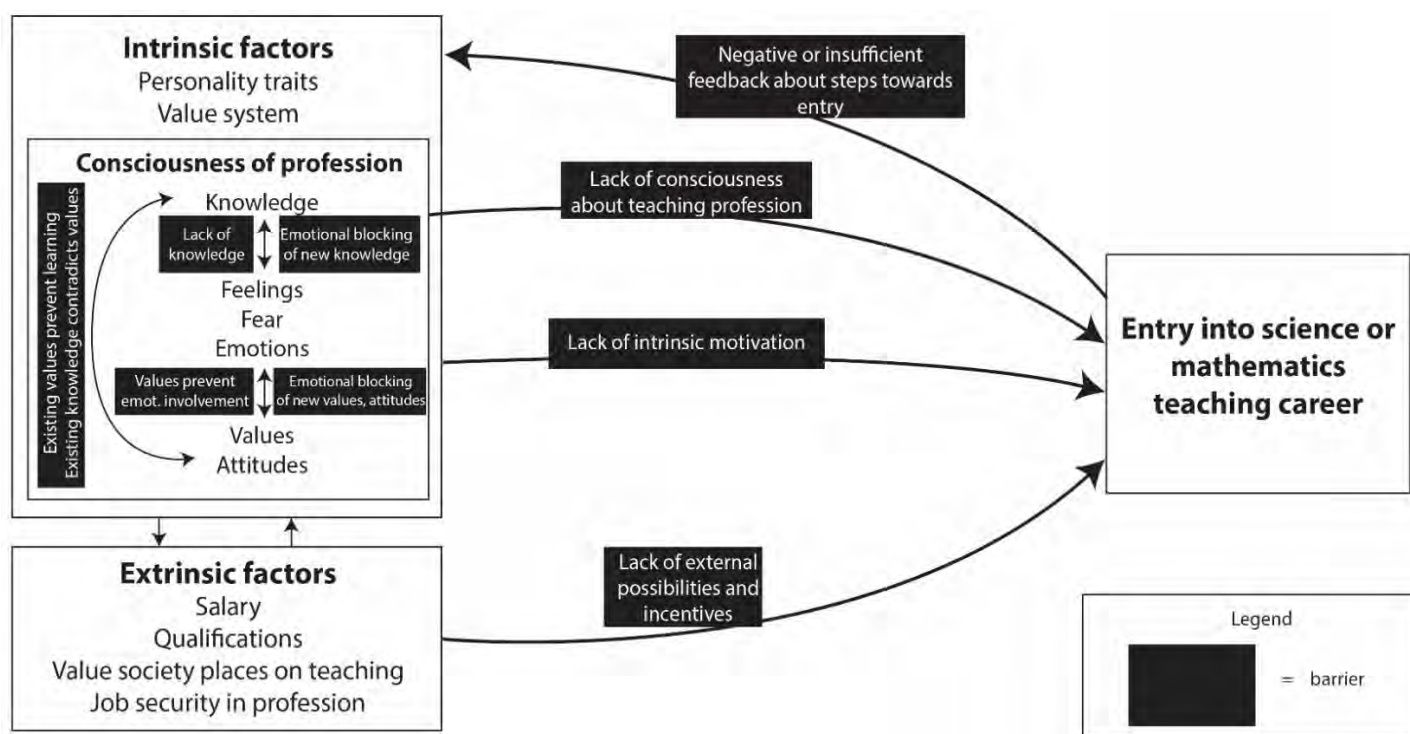 Intrinsic factors
Personality traits
Value system
Consciousness of profession
Existing values prevent learning
Existing knowledge contradicts values
Knowledge
Lack of
knowledge
Emotional blocking
of new knowledge
Feelings
Fear
Emotions
Values prevent
emot. involvement
Emotional blocking
of new values, attitudes
Values
Attitudes
Extrinsic factors
Salary
Qualifications
Value society places on teaching
Job security in profession
Negative or insufficient
feedback about steps towards
entry
Lack of consciousness
about teaching profession
Lack of intrinsic motivation
Lack of external
possibilities and
incentives
Entry into science or
mathematics
teaching career
Legend
= barrier